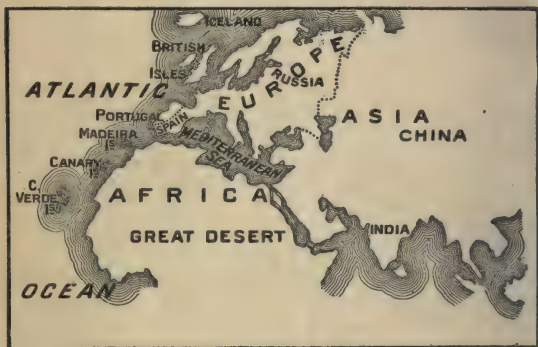 ICELAND
BRITISH
ISLES
ATLANTIC
EUROPE
RUSSIA
PORTUGAL
SPAIN
MADEIRA
IS
MEDITERRANEAN
SEA
ASIA
CHINA
CANARY
IS
C.
VERDE
IS
AFRICA
GREAT DESERT
INDIA
OCEAN